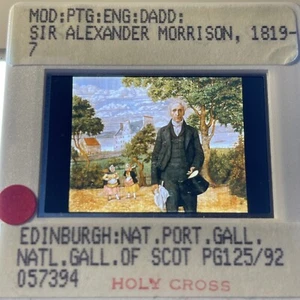 MOD:PTG:ENG:DADD:
SIR ALEXANDER MORRISON, 1819-
7
EDINBURGH:NAT.PORT.GALL.
NATL.GALL.OF SCOT PG125/92
057394
HOLY CROSS